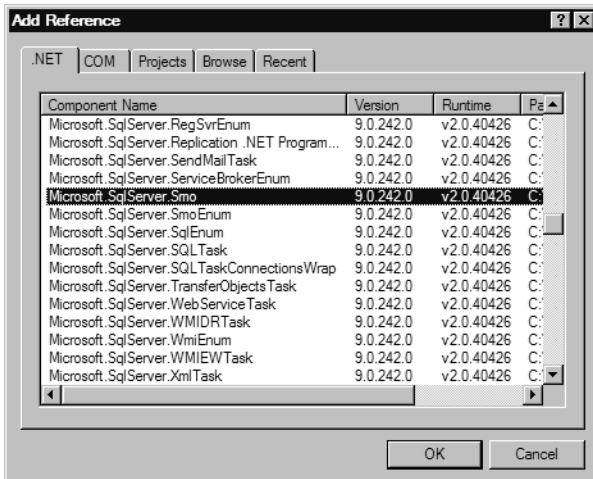 Add Reference
.NET COM Projects Browse Recent
Component Name Version Runtime Pa
Microsoft.SqlServer.RegSvrEnum 9.0.242.0 v2.0.40426 C:\
Microsoft.SqlServer.Replication .NET Program... 9.0.242.0 v2.0.40426 C:\
Microsoft.SqlServer.SendMailTask 9.0.242.0 v2.0.40426 C:\
Microsoft.SqlServer.ServiceBrokerEnum 9.0.242.0 v2.0.40426 C:\
Microsoft.SqlServer.Smo 9.0.242.0 v2.0.40426 C:\
Microsoft.SqlServer.SmoEnum 9.0.242.0 v2.0.40426 C:\
Microsoft.SqlServer.SqlEnum 9.0.242.0 v2.0.40426 C:\
Microsoft.SqlServer.SQLTask 9.0.242.0 v2.0.40426 C:\
Microsoft.SqlServer.SQLTaskConnectionsWrap 9.0.242.0 v2.0.40426 C:\
Microsoft.SqlServer.TransferObjectsTask 9.0.242.0 v2.0.40426 C:\
Microsoft.SqlServer.WebServiceTask 9.0.242.0 v2.0.40426 C:\
Microsoft.SqlServer.WMIDRTask 9.0.242.0 v2.0.40426 C:\
Microsoft.SqlServer.WmiEnum 9.0.242.0 v2.0.40426 C:\
Microsoft.SqlServer.WMIEWTask 9.0.242.0 v2.0.40426 C:\
Microsoft.SqlServer.XmlTask 9.0.242.0 v2.0.40426 C:\
OK Cancel